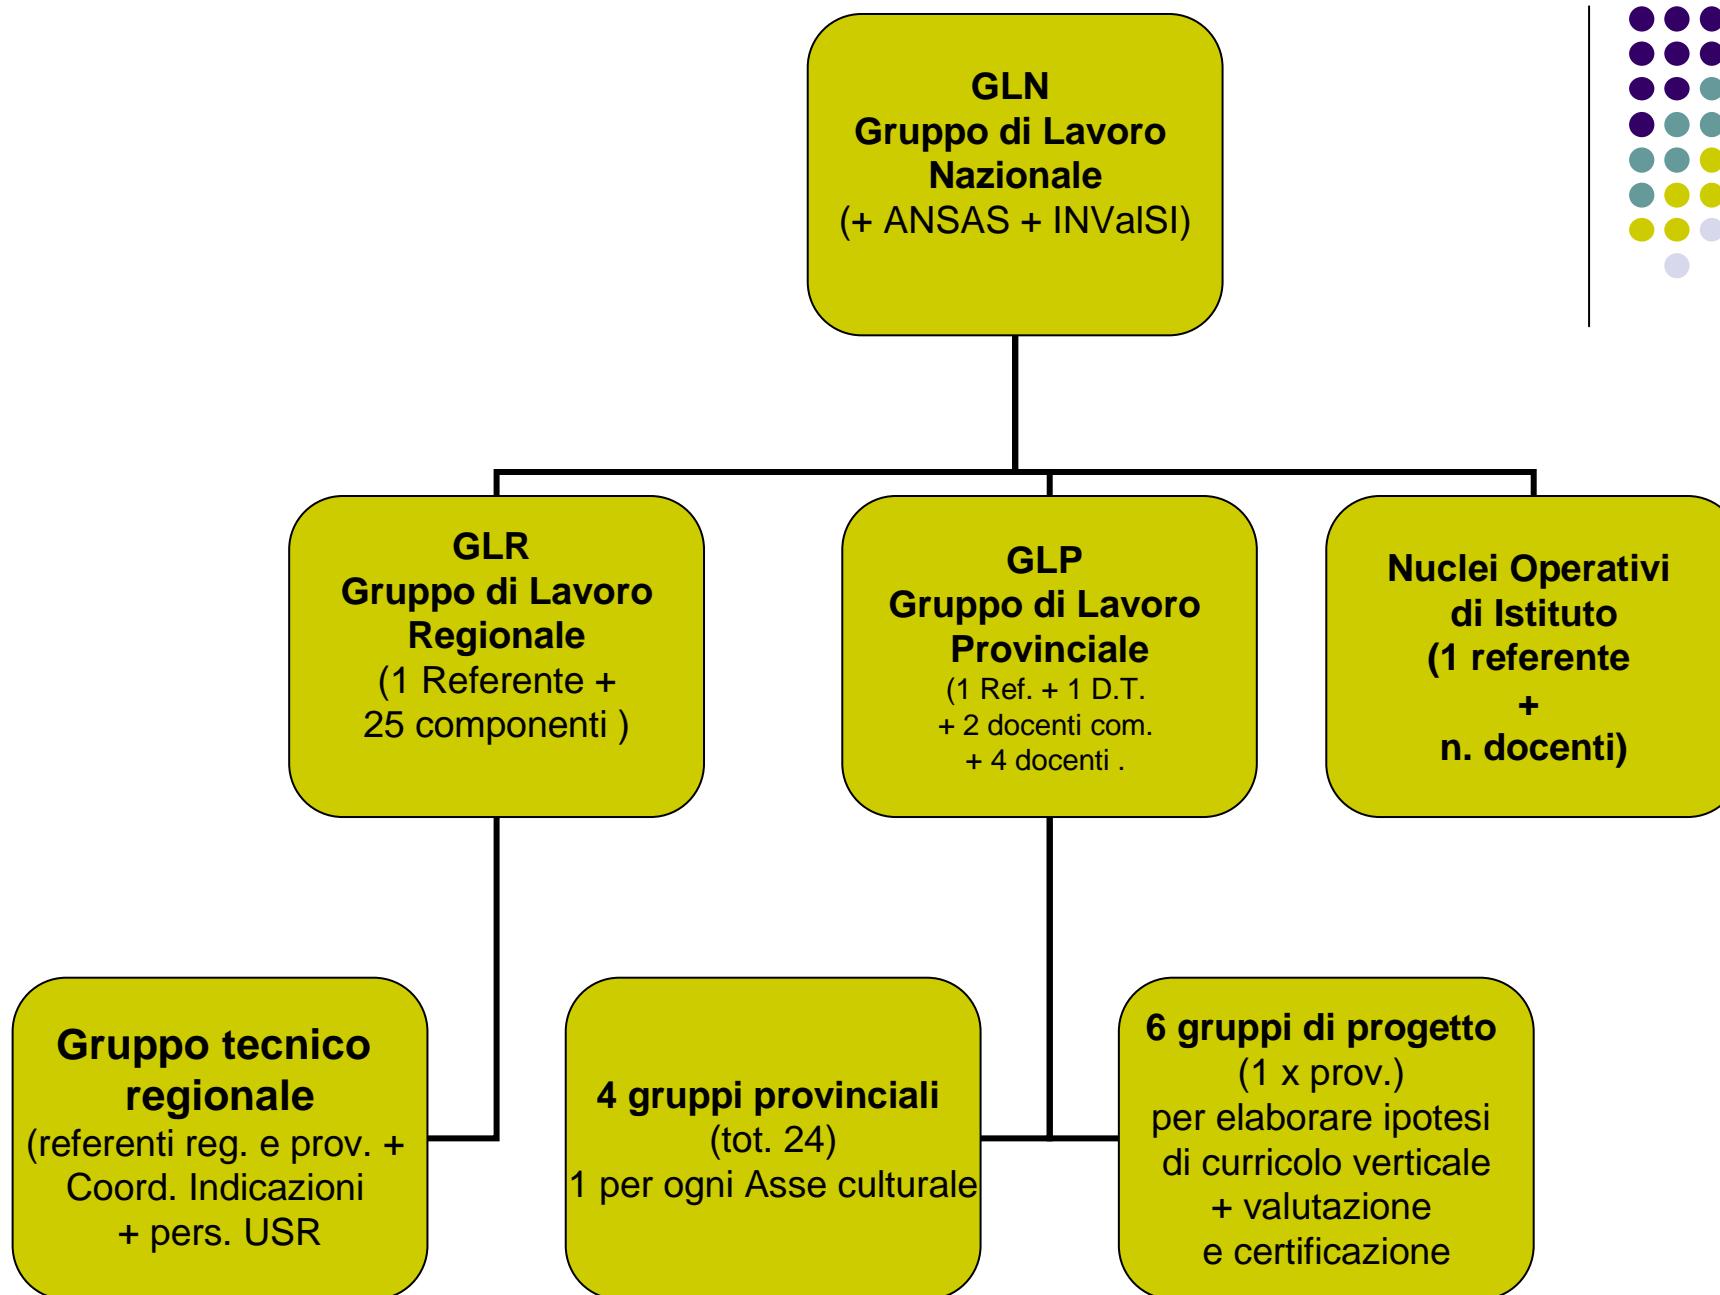 GLN
Gruppo di Lavoro
Nazionale
(+ ANSAS + INValSI)
GLR
Gruppo di Lavoro
Regionale
(1 Referente +
25 componenti )
GLP
Gruppo di Lavoro
Provinciale
(1 Ref. + 1 D.T.
+ 2 docenti com.
+ 4 docenti .
Nuclei Operativi
di Istituto
(1 referente
+
n. docenti)
Gruppo tecnico
regionale
(referenti reg. e prov. +
Coord. Indicazioni
+ pers. USR
4 gruppi provinciali
(tot. 24)
1 per ogni Asse culturale
6 gruppi di progetto
(1 x prov.)
per elaborare ipotesi
di curricolo verticale
+ valutazione
e certificazione